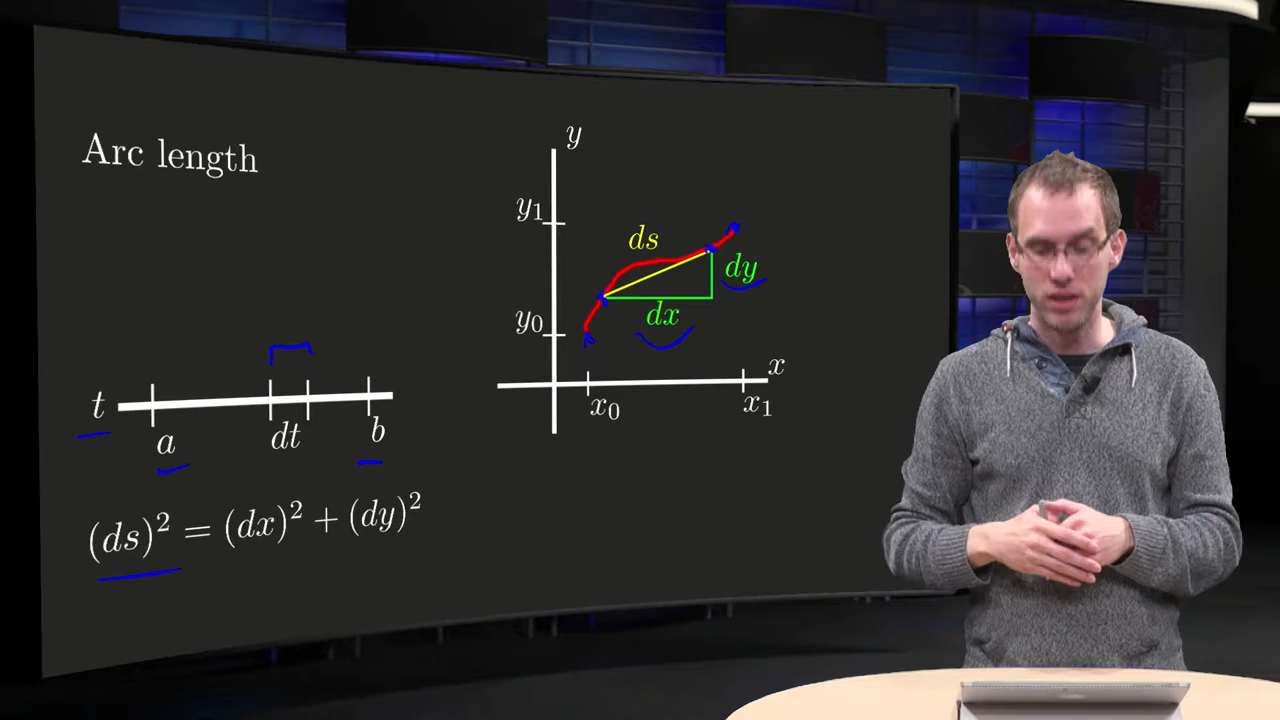 Arc length
y
y₁
ds
dy
dx
y₀
x
x₀
x₁
t
a
dt
b
(ds)² = (dx)² + (dy)²